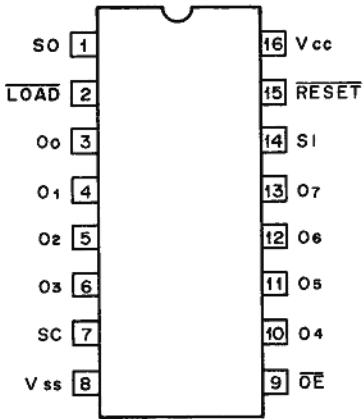 SO 1 16 Vcc
LOAD 2 15 RESET
O0 3 14 SI
O1 4 13 O7
O2 5 12 O6
O3 6 11 O5
SC 7 10 O4
Vss 8 9 OE